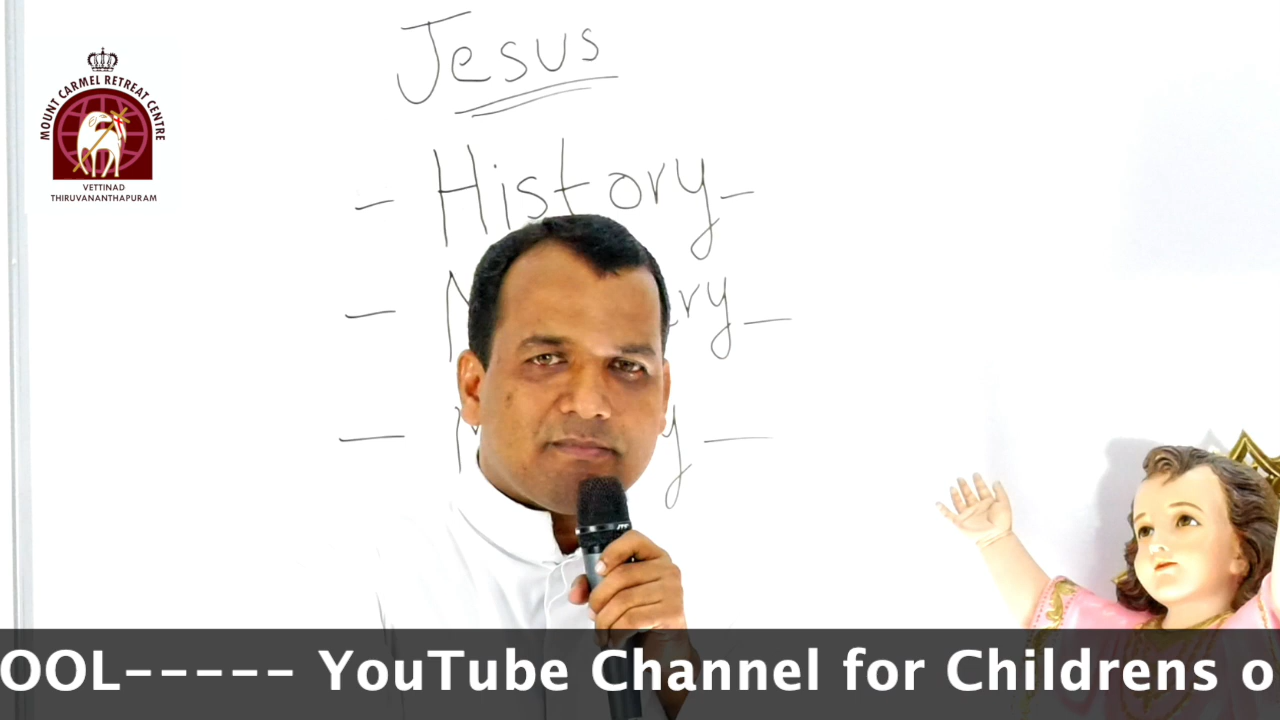 MOUNT CARMEL RETREAT CENTRE
VETTINAD
THIRUVANANTHAPURAM
Jesus
- History -
OOL----- YouTube Channel for Childrens o